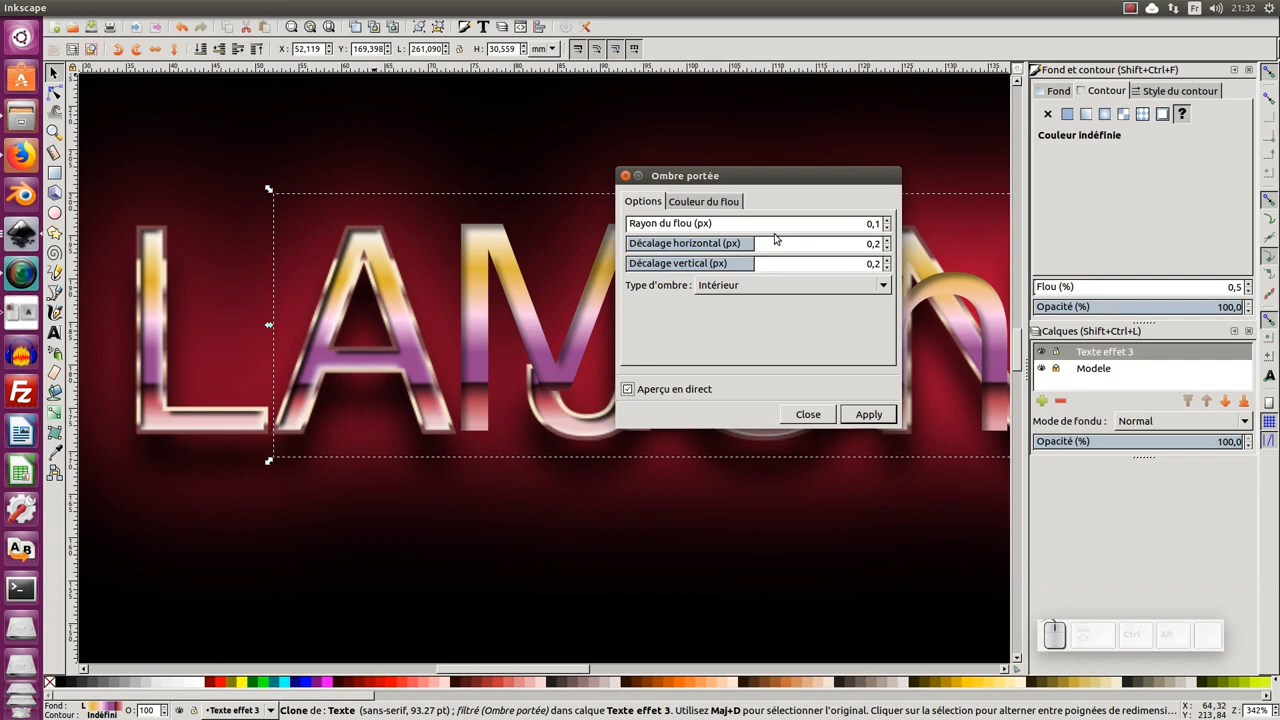 Inkscape
Fr
21:32
X: 52,119
Y: 169,398
L: 261,090
H: 30,559
mm
Fond et contour (Shift+Ctrl+F)
Fond
Contour
Style du contour
?
Couleur indéfinie
Flou (%)
0,5
Opacité (%)
100,0
Calques (Shift+Ctrl+L)
Texte effet 3
Modele
Mode de fondu :
Normal
Opacité (%)
100,0
Ombre portée
Options
Couleur du flou
Rayon du flou (px)
0,1
Décalage horizontal (px)
0,2
Décalage vertical (px)
0,2
Type d'ombre :
Intérieur
Aperçu en direct
Close
Apply
Ctrl
Alt
Fond :
Contour :
L
Indéfini
O:
100
•Texte effet 3
Clone de : Texte (sans-serif, 93.27 pt) ; filtré (Ombre portée) dans calque Texte effet 3. Utilisez Maj+D pour sélectionner l'original. Cliquer sur la sélection pour alterner entre poignées de redimensi…
X: 64,32
Y: 213,84
Z: 342%